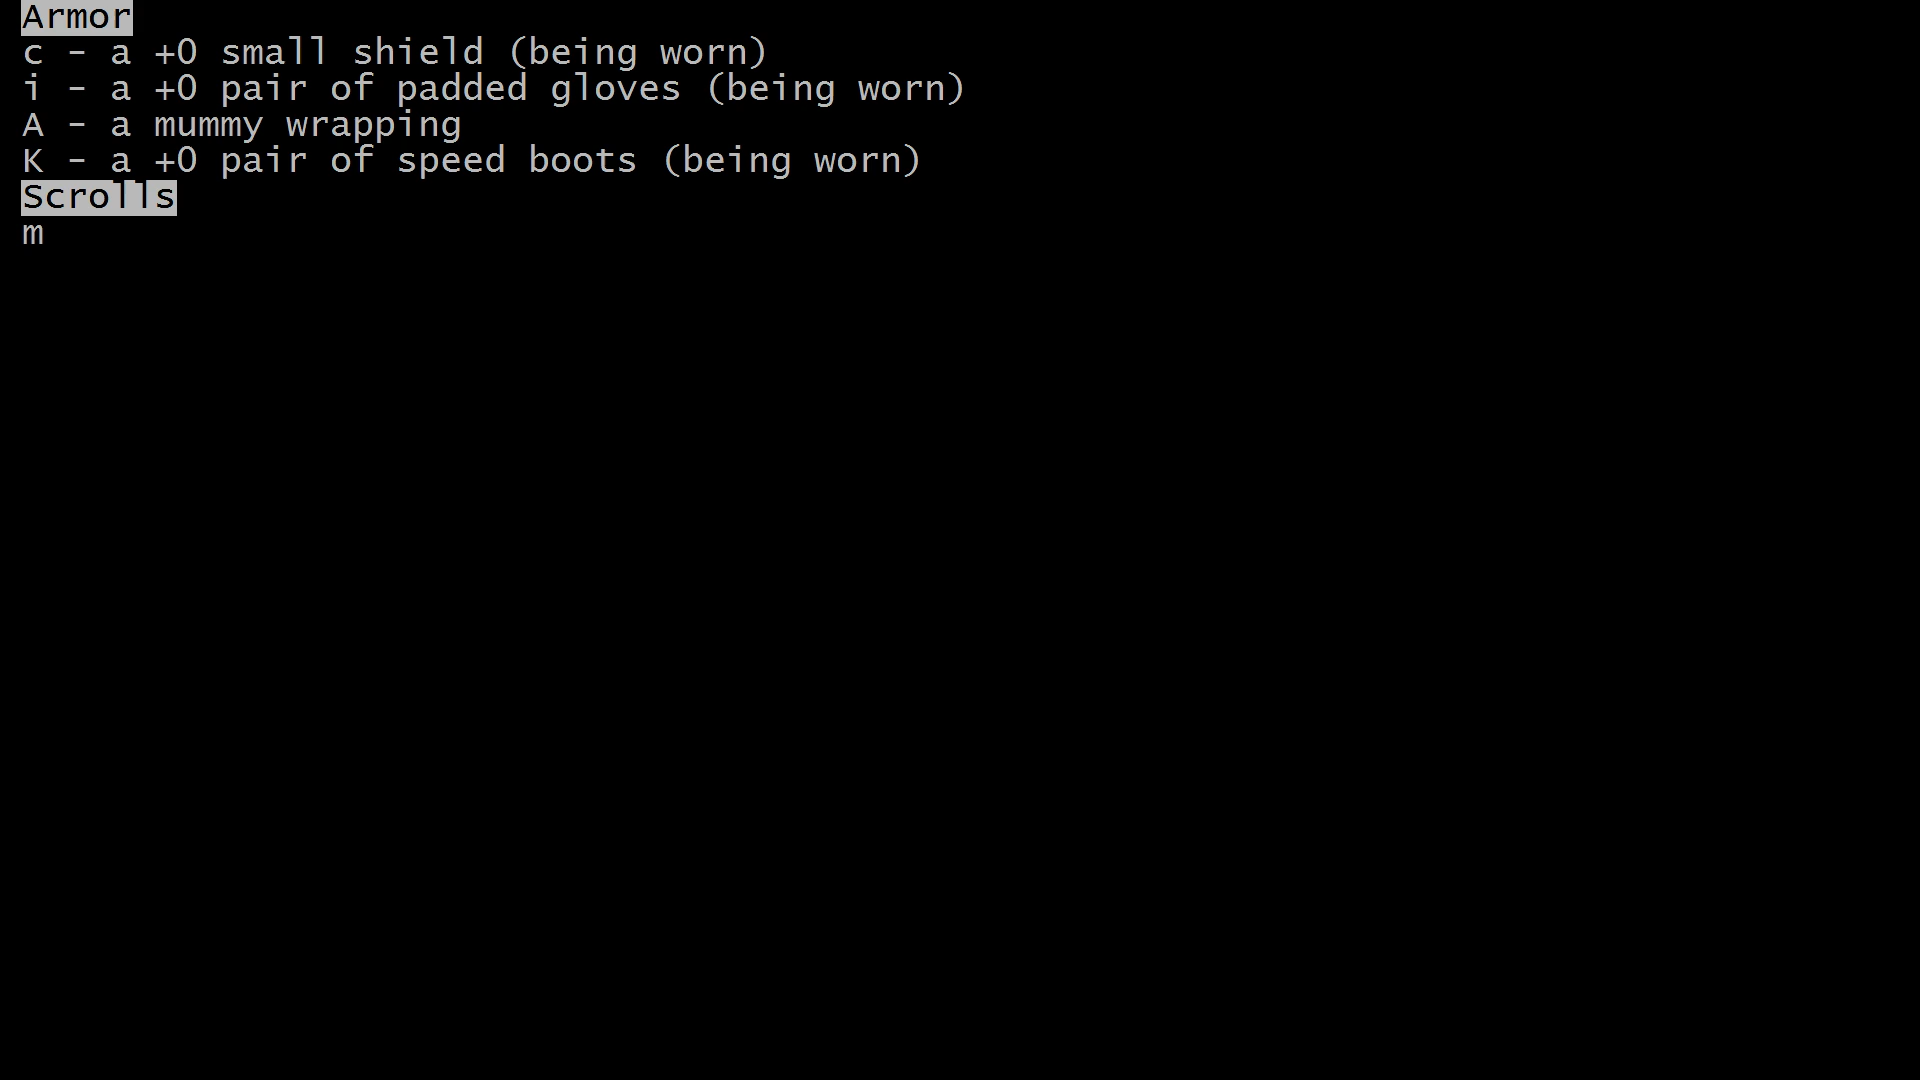 Armor
c - a +0 small shield (being worn)
i - a +0 pair of padded gloves (being worn)
A - a mummy wrapping
K - a +0 pair of speed boots (being worn)
Scrolls
m